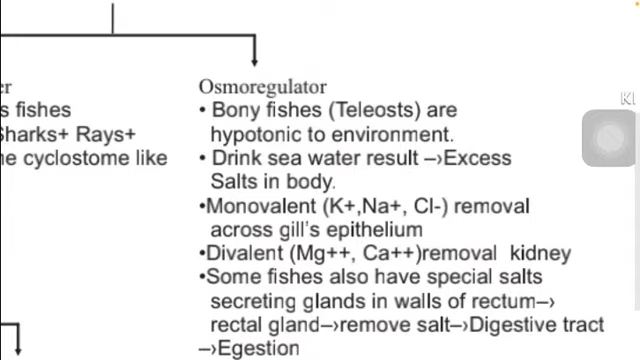 er
Osmoregulator
s fishes
• Bony fishes (Teleosts) are
Sharks+ Rays+
hypotonic to environment.
ne cyclostome like
• Drink sea water result –›Excess
Salts in body.
•Monovalent (K+,Na+, Cl-) removal
across gill's epithelium
•Divalent (Mg++, Ca++)removal kidney
•Some fishes also have special salts
secreting glands in walls of rectum–›
rectal gland–›remove salt–›Digestive tract
–›Egestion
KI